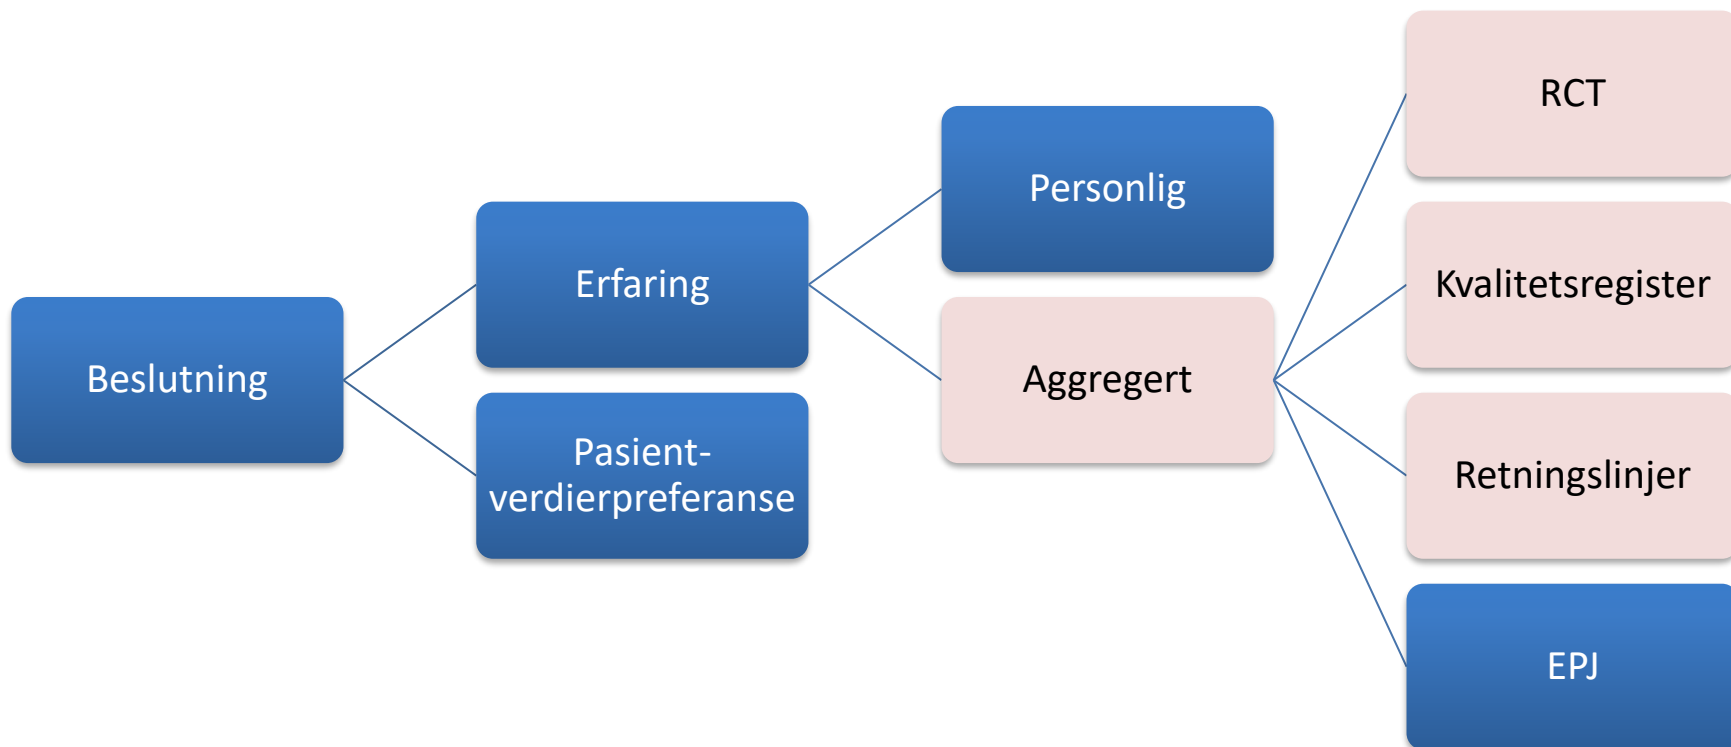 Beslutning
Erfaring
Pasient-
verdierpreferanse
Personlig
Aggregert
RCT
Kvalitetsregister
Retningslinjer
EPJ